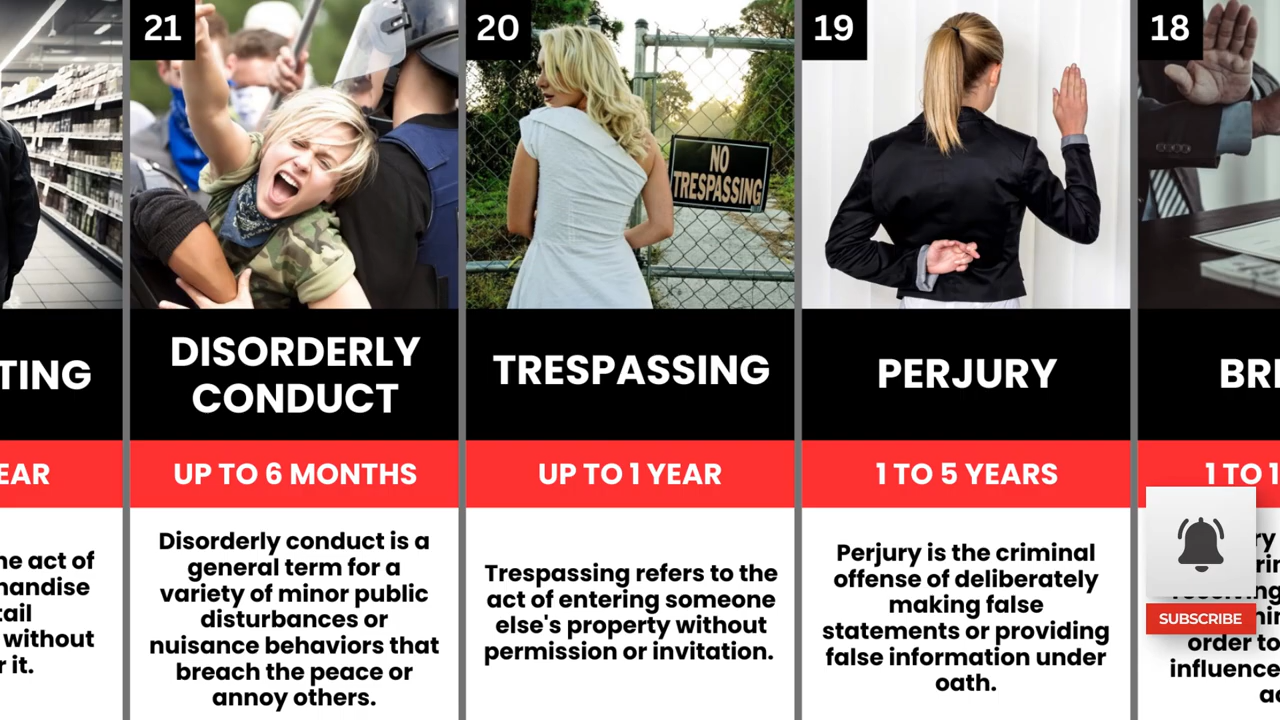 21
20
19
18
NO
TRESPASSING
TING
DISORDERLY
CONDUCT
TRESPASSING
PERJURY
BRI
EAR
UP TO 6 MONTHS
UP TO 1 YEAR
1 TO 5 YEARS
1 TO 1
he act of
handise
tail
without
r it.
Disorderly conduct is a
general term for a
variety of minor public
disturbances or
nuisance behaviors that
breach the peace or
annoy others.
Trespassing refers to the
act of entering someone
else's property without
permission or invitation.
Perjury is the criminal
offense of deliberately
making false
statements or providing
false information under
oath.
order to
influence
SUBSCRIBE